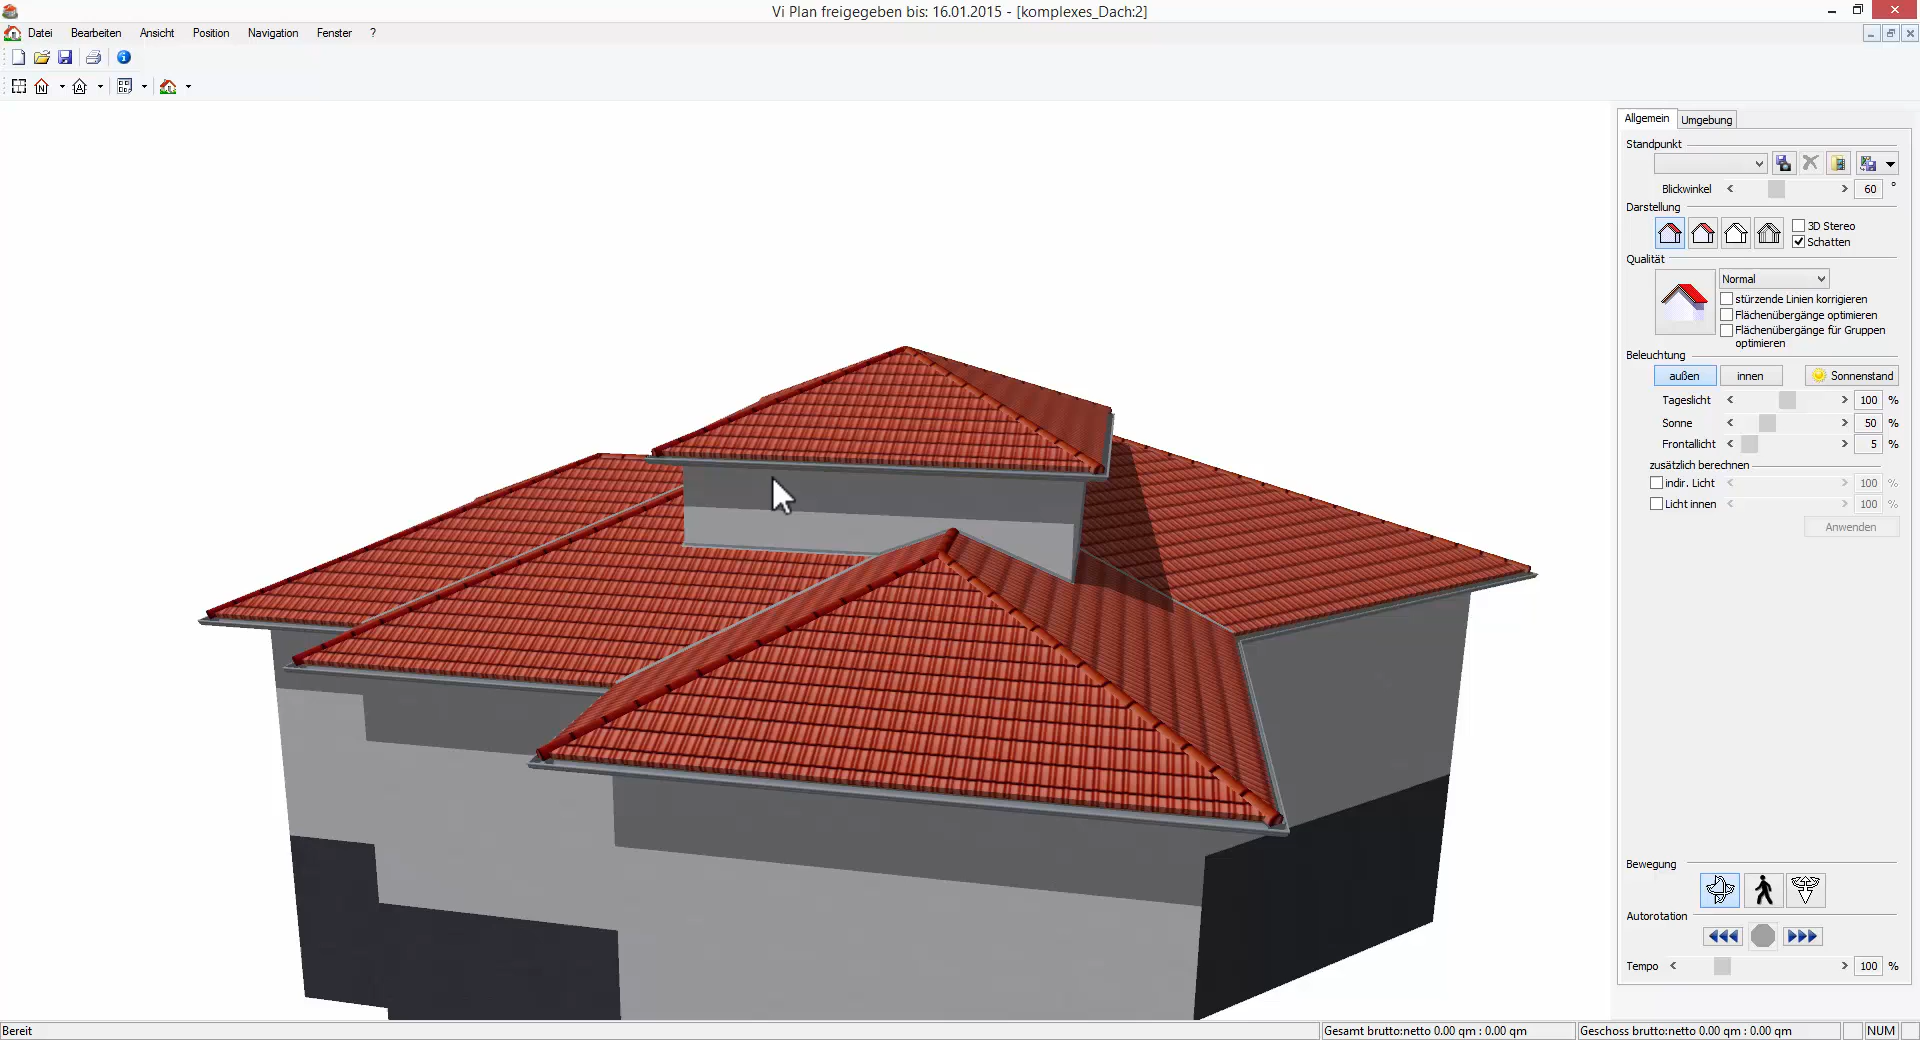 Vi Plan freigegeben bis: 16.01.2015 - [komplexes_Dach:2]
Datei Bearbeiten Ansicht Position Navigation Fenster ?
N A
Allgemein Umgebung
Standpunkt
Blickwinkel < > 60 °
Darstellung
3D Stereo
Schatten
Qualität
Normal
stürzende Linien korrigieren
Flächenübergänge optimieren
Flächenübergänge für Gruppen
optimieren
Beleuchtung
außen innen Sonnenstand
Tageslicht < > 100 %
Sonne < > 50 %
Frontallicht < > 5 %
zusätzlich berechnen
indir. Licht < > 100 %
Licht innen < > 100 %
Anwenden
Bewegung
Autorotation
Tempo < > 100 %
Bereit Gesamt brutto:netto 0.00 qm : 0.00 qm Geschoss brutto:netto 0.00 qm : 0.00 qm NUM